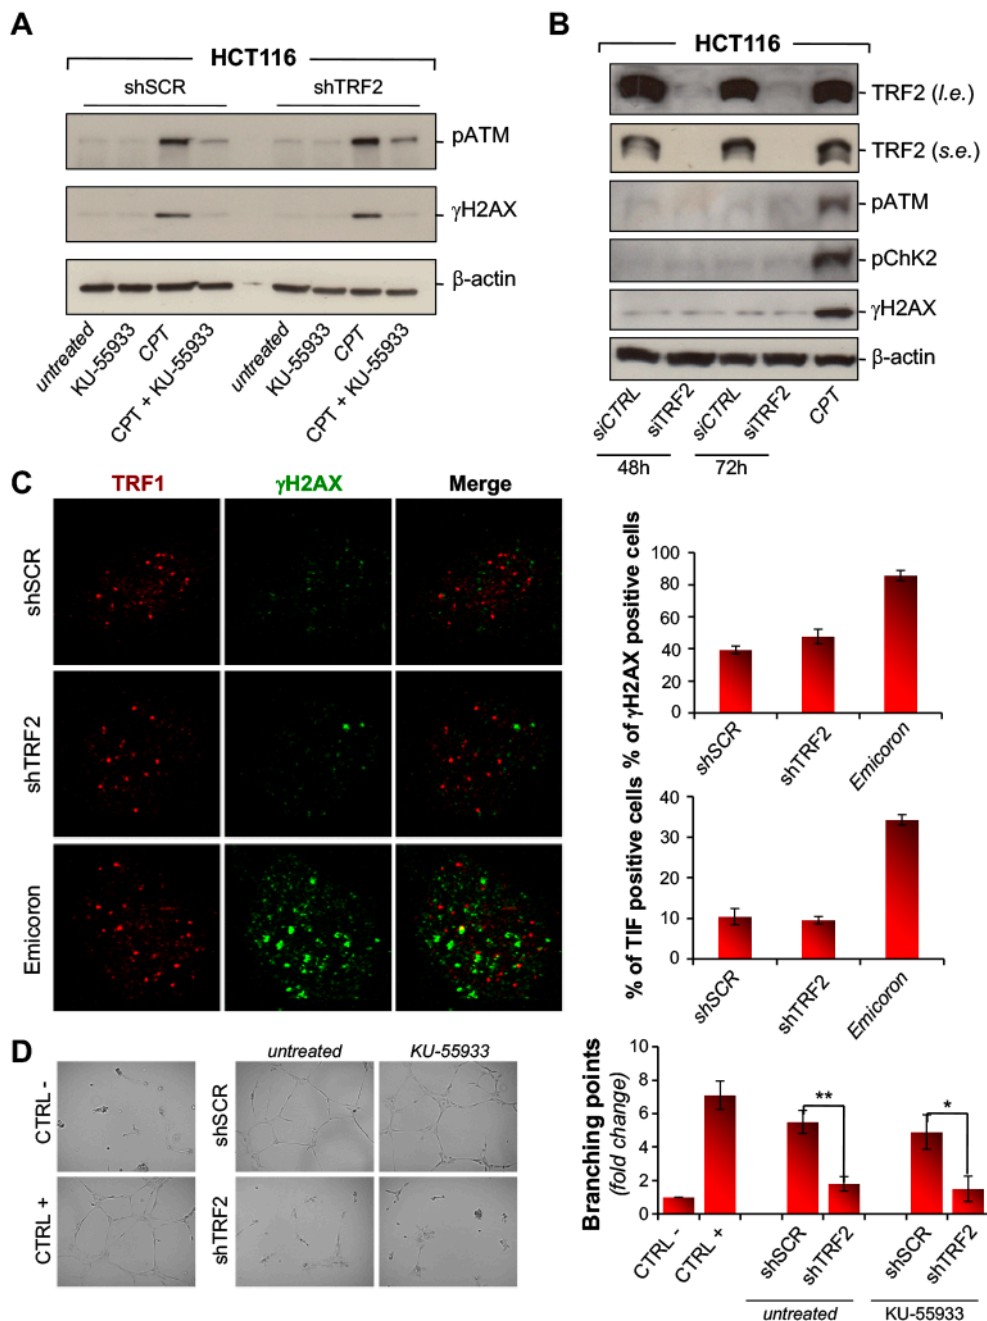 A
HCT116
shSCR
shTRF2
pATM
γH2AX
β-actin
untreated
KU-55933
CPT
CPT + KU-55933
untreated
KU-55933
CPT
CPT + KU-55933
B
HCT116
TRF2 (l.e.)
TRF2 (s.e.)
pATM
pChK2
γH2AX
β-actin
siCTRL
siTRF2
siCTRL
siTRF2
CPT
48h
72h
C
TRF1
γH2AX
Merge
shSCR
shTRF2
Emicoron
% of γH2AX positive cells
100
80
60
40
20
0
shSCR
shTRF2
Emicoron
% of TIF positive cells
40
30
20
10
0
shSCR
shTRF2
Emicoron
D
untreated
KU-55933
CTRL -
CTRL +
shSCR
shTRF2
Branching points
(fold change)
10
8
6
4
2
0
**
*
CTRL -
CTRL +
shSCR
shTRF2
shSCR
shTRF2
untreated
KU-55933